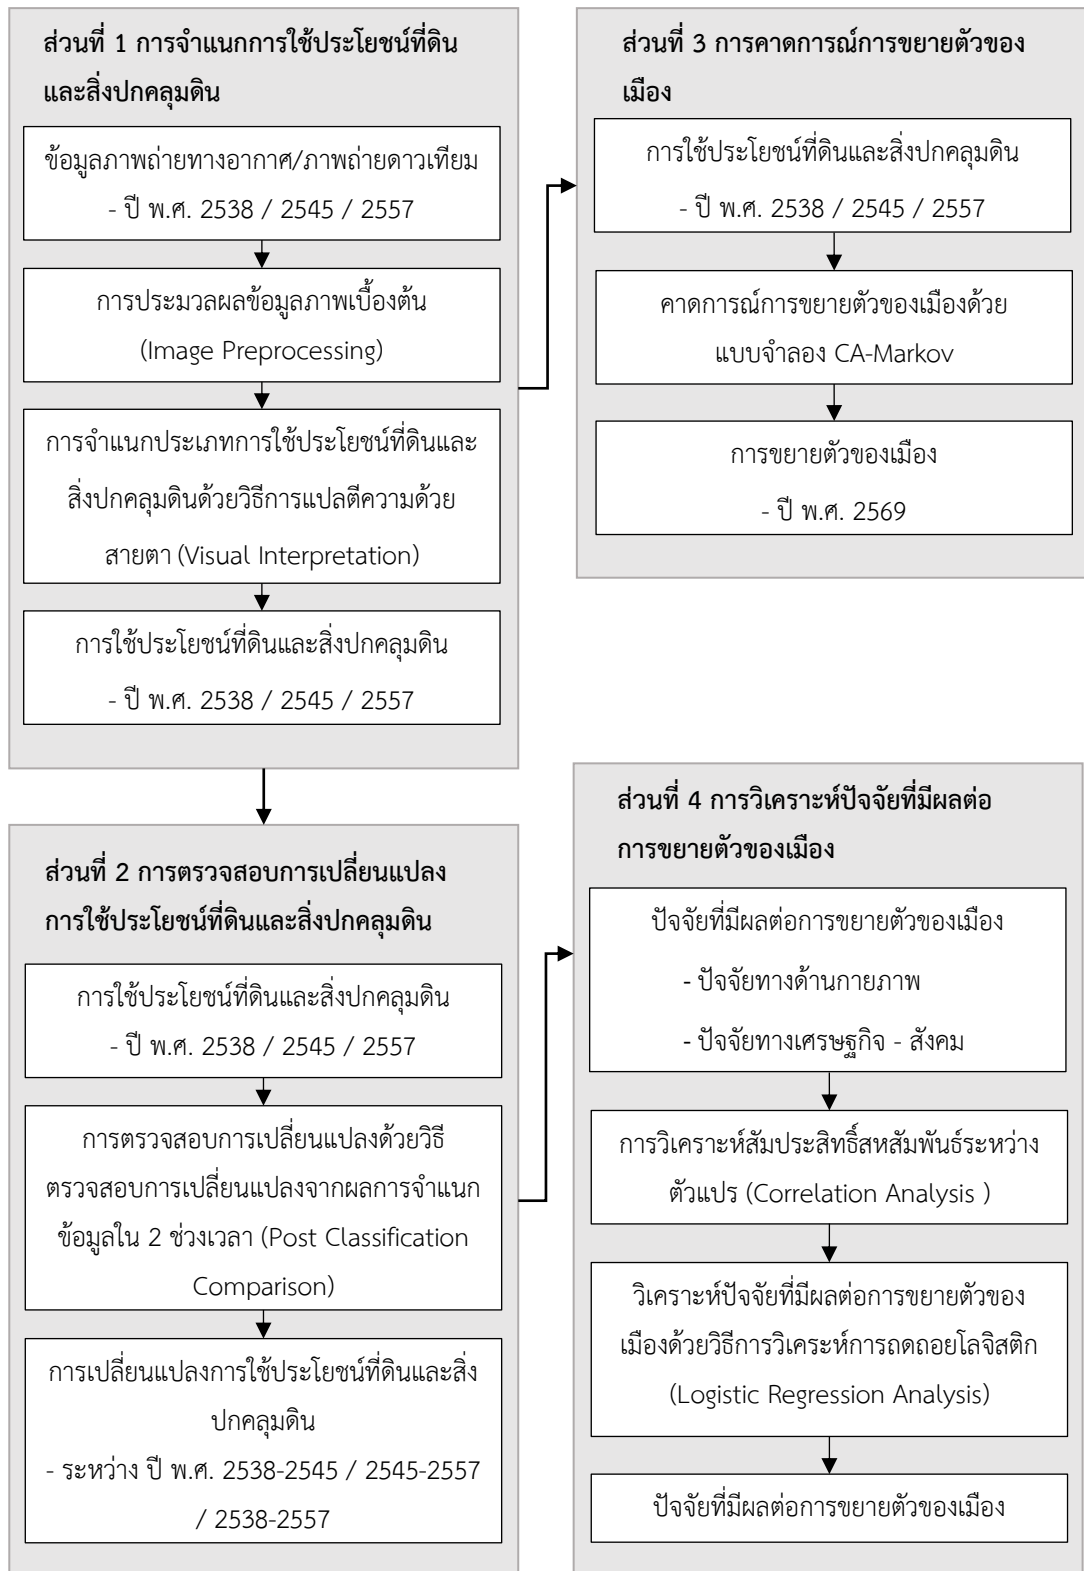 ส่วนที่ 1 การจำแนกการใช้ประโยชน์ที่ดิน
และสิ่งปกคลุมดิน
ข้อมูลภาพถ่ายทางอากาศ/ภาพถ่ายดาวเทียม
- ปี พ.ศ. 2538 / 2545 / 2557
การประมวลผลข้อมูลภาพเบื้องต้น
(Image Preprocessing)
การจำแนกประเภทการใช้ประโยชน์ที่ดินและ
สิ่งปกคลุมดินด้วยวิธีการแปลตีความด้วย
สายตา (Visual Interpretation)
การใช้ประโยชน์ที่ดินและสิ่งปกคลุมดิน
- ปี พ.ศ. 2538 / 2545 / 2557
ส่วนที่ 2 การตรวจสอบการเปลี่ยนแปลง
การใช้ประโยชน์ที่ดินและสิ่งปกคลุมดิน
การใช้ประโยชน์ที่ดินและสิ่งปกคลุมดิน
- ปี พ.ศ. 2538 / 2545 / 2557
การตรวจสอบการเปลี่ยนแปลงด้วยวิธี
ตรวจสอบการเปลี่ยนแปลงจากผลการจำแนก
ข้อมูลใน 2 ช่วงเวลา (Post Classification
Comparison)
การเปลี่ยนแปลงการใช้ประโยชน์ที่ดินและสิ่ง
ปกคลุมดิน
- ระหว่าง ปี พ.ศ. 2538-2545 / 2545-2557
/ 2538-2557
ส่วนที่ 3 การคาดการณ์การขยายตัวของ
เมือง
การใช้ประโยชน์ที่ดินและสิ่งปกคลุมดิน
- ปี พ.ศ. 2538 / 2545 / 2557
คาดการณ์การขยายตัวของเมืองด้วย
แบบจำลอง CA-Markov
การขยายตัวของเมือง
- ปี พ.ศ. 2569
ส่วนที่ 4 การวิเคราะห์ปัจจัยที่มีผลต่อ
การขยายตัวของเมือง
ปัจจัยที่มีผลต่อการขยายตัวของเมือง
- ปัจจัยทางด้านกายภาพ
- ปัจจัยทางเศรษฐกิจ - สังคม
การวิเคราะห์สัมประสิทธิ์สหสัมพันธ์ระหว่าง
ตัวแปร (Correlation Analysis )
วิเคราะห์ปัจจัยที่มีผลต่อการขยายตัวของ
เมืองด้วยวิธีการวิเคระห์การถดถอยโลจิสติก
(Logistic Regression Analysis)
ปัจจัยที่มีผลต่อการขยายตัวของเมือง